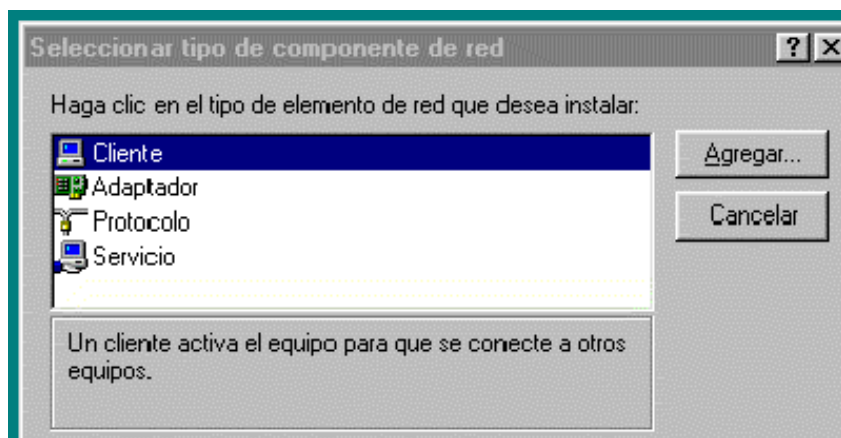 Seleccionar tipo de componente de red
Haga clic en el tipo de elemento de red que desea instalar:
Cliente
Adaptador
Protocolo
Servicio
Agregar...
Cancelar
Un cliente activa el equipo para que se conecte a otros
equipos.